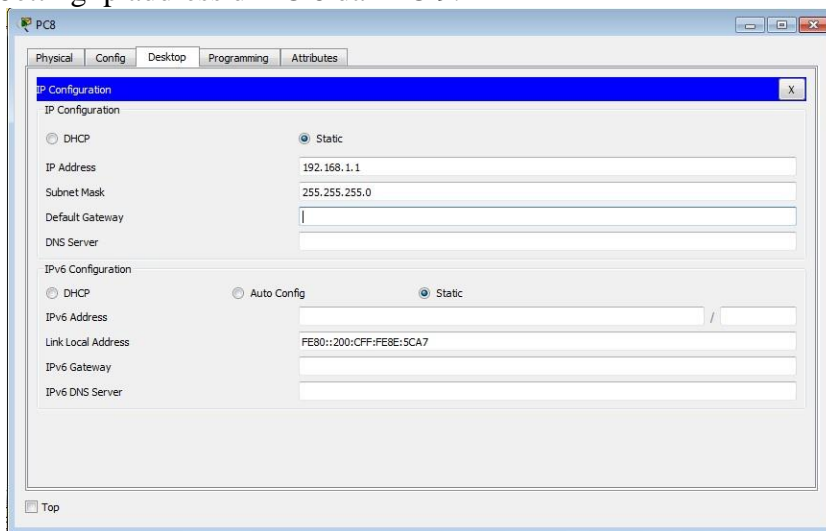 PC8
Physical Config Desktop Programming Attributes
IP Configuration X
IP Configuration
DHCP Static
IP Address 192.168.1.1
Subnet Mask 255.255.255.0
Default Gateway
DNS Server
IPv6 Configuration
DHCP Auto Config Static
IPv6 Address /
Link Local Address FE80::200:CFF:FE8E:5CA7
IPv6 Gateway
IPv6 DNS Server
Top